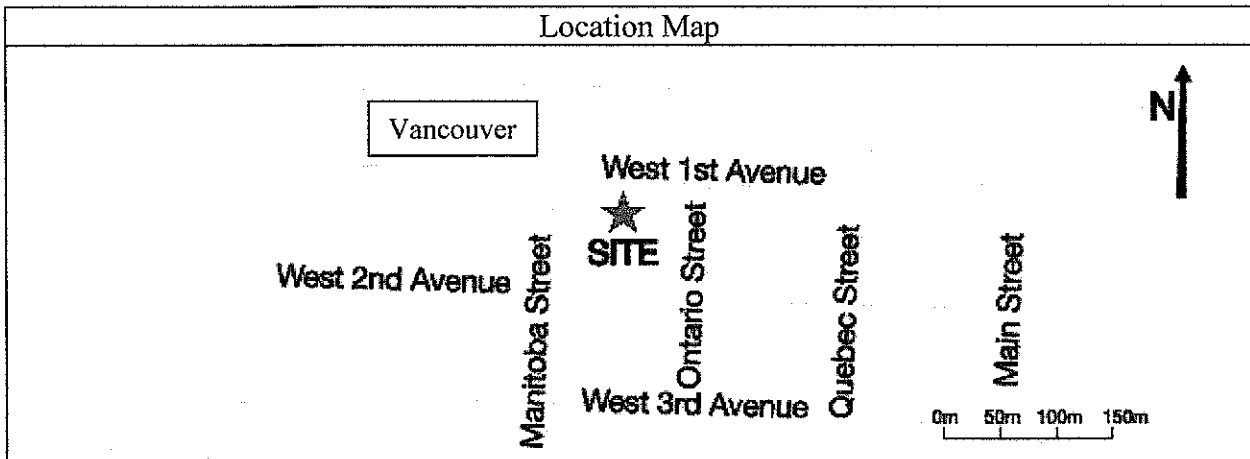 Location Map
N
Vancouver
West 1st Avenue
SITE
West 2nd Avenue
Manitoba Street
Ontario Street
Quebec Street
Main Street
West 3rd Avenue
0m 50m 100m 150m